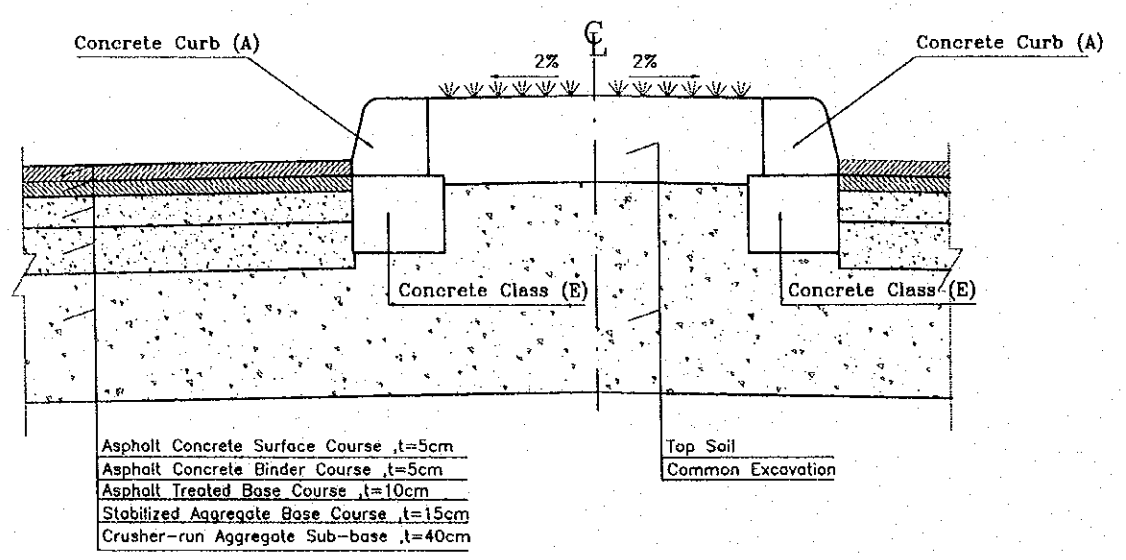 ℄
Concrete Curb (A)
Concrete Curb (A)
2%
2%
Concrete Class (E)
Concrete Class (E)
Asphalt Concrete Surface Course ,t=5cm
Asphalt Concrete Binder Course ,t=5cm
Asphalt Treated Base Course ,t=10cm
Stabilized Aggregate Base Course ,t=15cm
Crusher-run Aggregate Sub-base ,t=40cm
Top Soil
Common Excavation